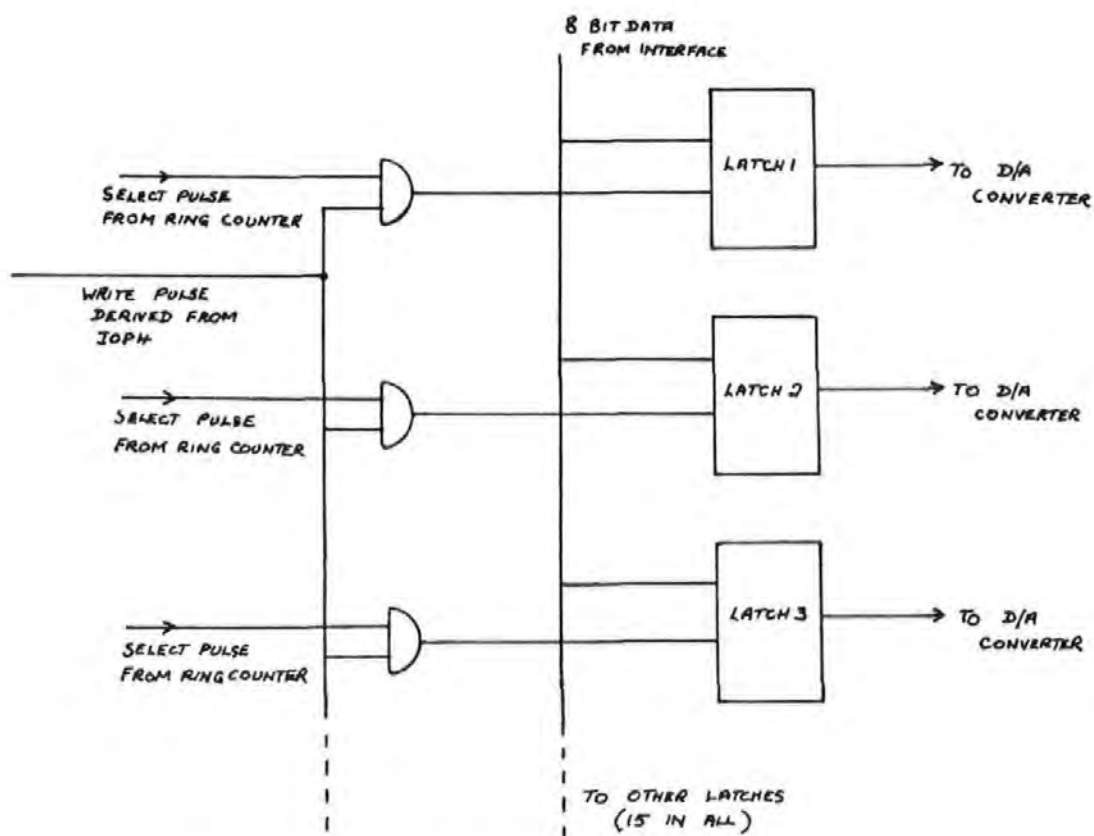 8 BIT DATA
FROM INTERFACE
LATCH 1
TO D/A
CONVERTER
SELECT PULSE
FROM RING COUNTER
WRITE PULSE
DERIVED FROM
IOP4
LATCH 2
TO D/A
CONVERTER
SELECT PULSE
FROM RING COUNTER
LATCH 3
TO D/A
CONVERTER
SELECT PULSE
FROM RING COUNTER
TO OTHER LATCHES
(15 IN ALL)